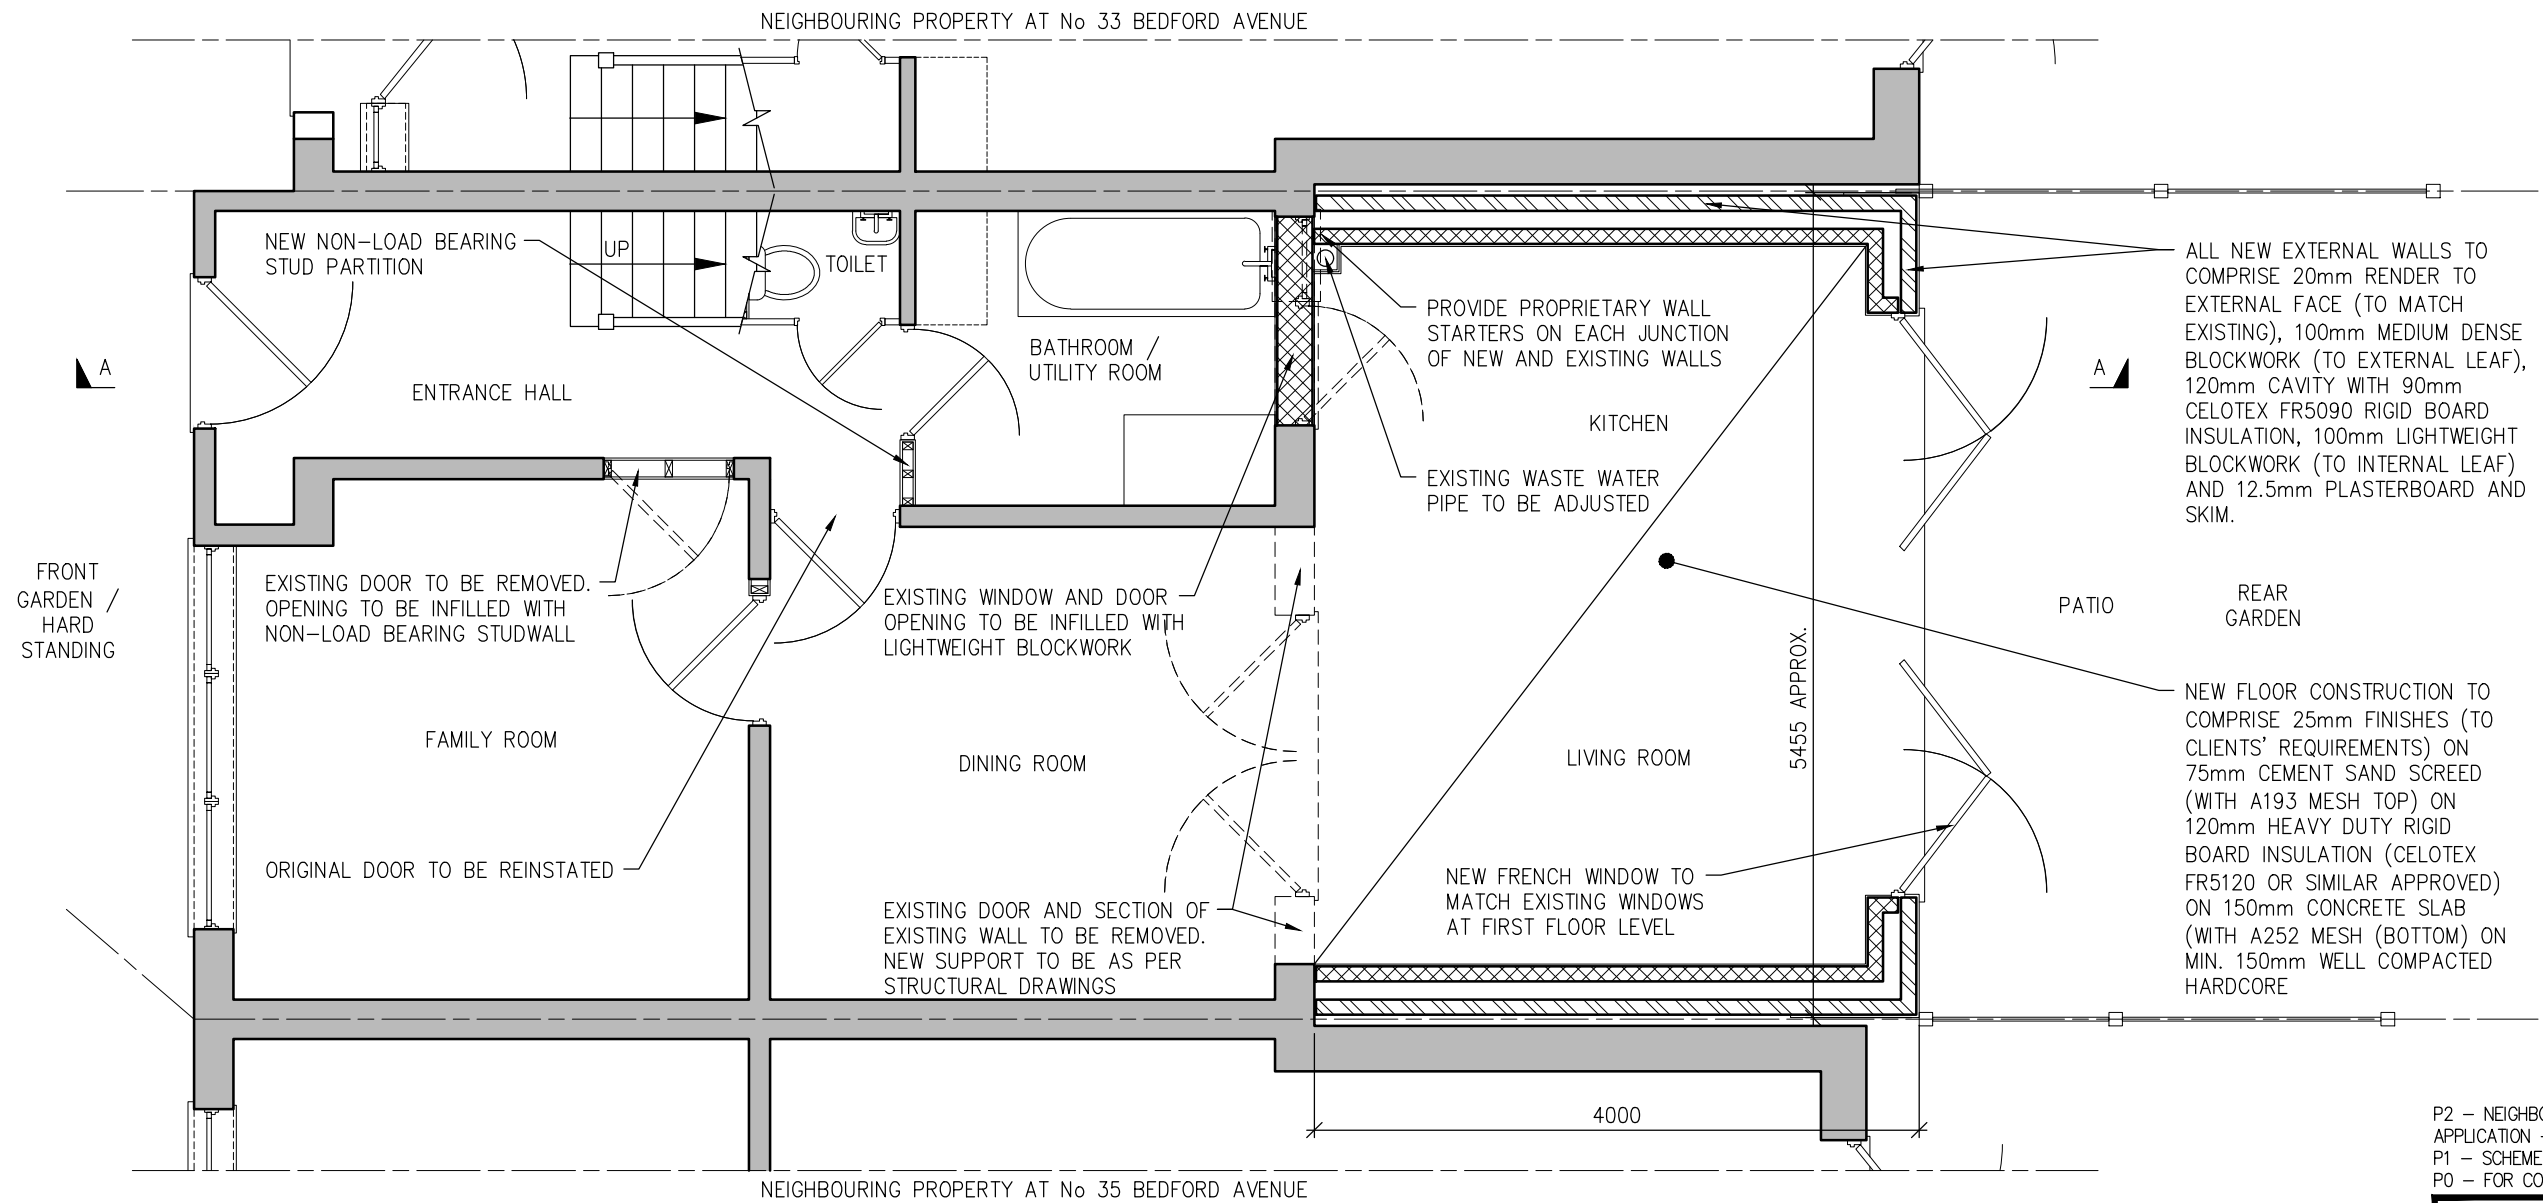 NEIGHBOURING PROPERTY AT No 33 BEDFORD AVENUE
NEW NON-LOAD BEARING
STUD PARTITION
UP
TOILET
BATHROOM /
UTILITY ROOM
ENTRANCE HALL
A
PROVIDE PROPRIETARY WALL
STARTERS ON EACH JUNCTION
OF NEW AND EXISTING WALLS
KITCHEN
EXISTING WASTE WATER
PIPE TO BE ADJUSTED
A
ALL NEW EXTERNAL WALLS TO
COMPRISE 20mm RENDER TO
EXTERNAL FACE (TO MATCH
EXISTING), 100mm MEDIUM DENSE
BLOCKWORK (TO EXTERNAL LEAF),
120mm CAVITY WITH 90mm
CELOTEX FR5090 RIGID BOARD
INSULATION, 100mm LIGHTWEIGHT
BLOCKWORK (TO INTERNAL LEAF)
AND 12.5mm PLASTERBOARD AND
SKIM.
FRONT
GARDEN /
HARD
STANDING
EXISTING DOOR TO BE REMOVED.
OPENING TO BE INFILLED WITH
NON-LOAD BEARING STUDWALL
EXISTING WINDOW AND DOOR
OPENING TO BE INFILLED WITH
LIGHTWEIGHT BLOCKWORK
PATIO
REAR
GARDEN
FAMILY ROOM
DINING ROOM
LIVING ROOM
5455 APPROX.
NEW FLOOR CONSTRUCTION TO
COMPRISE 25mm FINISHES (TO
CLIENTS' REQUIREMENTS) ON
75mm CEMENT SAND SCREED
(WITH A193 MESH TOP) ON
120mm HEAVY DUTY RIGID
BOARD INSULATION (CELOTEX
FR5120 OR SIMILAR APPROVED)
ON 150mm CONCRETE SLAB
(WITH A252 MESH (BOTTOM) ON
MIN. 150mm WELL COMPACTED
HARDCORE
ORIGINAL DOOR TO BE REINSTATED
EXISTING DOOR AND SECTION OF
EXISTING WALL TO BE REMOVED.
NEW SUPPORT TO BE AS PER
STRUCTURAL DRAWINGS
NEW FRENCH WINDOW TO
MATCH EXISTING WINDOWS
AT FIRST FLOOR LEVEL
4000
NEIGHBOURING PROPERTY AT No 35 BEDFORD AVENUE
P2 - NEIGHBO
APPLICATION -
P1 - SCHEME
P0 - FOR CO